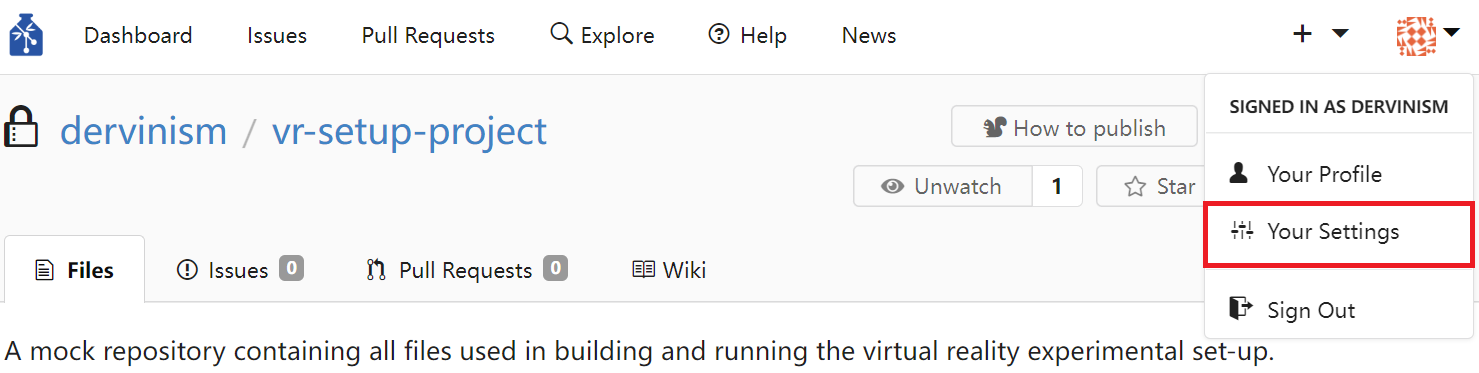 Dashboard Issues Pull Requests Explore Help News
SIGNED IN AS DERVINISM
dervinism / vr-setup-project How to publish
Your Profile
Unwatch 1 Star
Your Settings
Files Issues 0 Pull Requests 0 Wiki
Sign Out
A mock repository containing all files used in building and running the virtual reality experimental set-up.